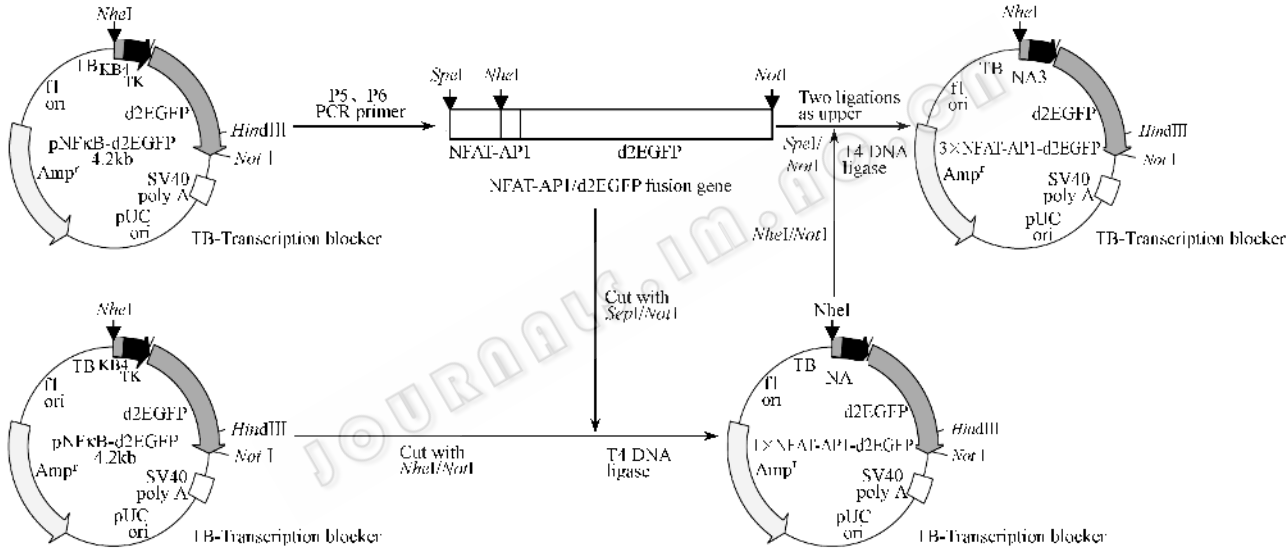 NheI
TB KB4
TK
f1
ori
d2EGFP
pNFκB-d2EGFP
4.2kb
HindIII
Not I
Ampr
SV40
poly A
pUC
ori
TB-Transcription blocker
P5、P6
PCR primer
SpeI
NheI
NotI
NFAT-AP1
d2EGFP
NFAT-AP1/d2EGFP fusion gene
Two ligations
as upper
SpeI/
NotI
T4 DNA
ligase
NheI/NotI
NheI
TB
NA3
f1
ori
d2EGFP
HindIII
3×NFAT-AP1-d2EGFP
Not I
Ampr
SV40
poly A
pUC
ori
TB-Transcription blocker
Cut with
SepI/NotI
NheI
TB KB4
TK
f1
ori
d2EGFP
pNFκB-d2EGFP
4.2kb
HindIII
Not I
Ampr
SV40
poly A
pUC
ori
TB-Transcription blocker
Cut with
NheI/NotI
T4 DNA
ligase
NheI
TB
NA
f1
ori
d2EGFP
HindIII
1×NFAT-AP1-d2EGFP
Not I
Ampr
SV40
poly A
pUC
ori
TB-Transcription blocker
JOURNALS.IM.AC.CN